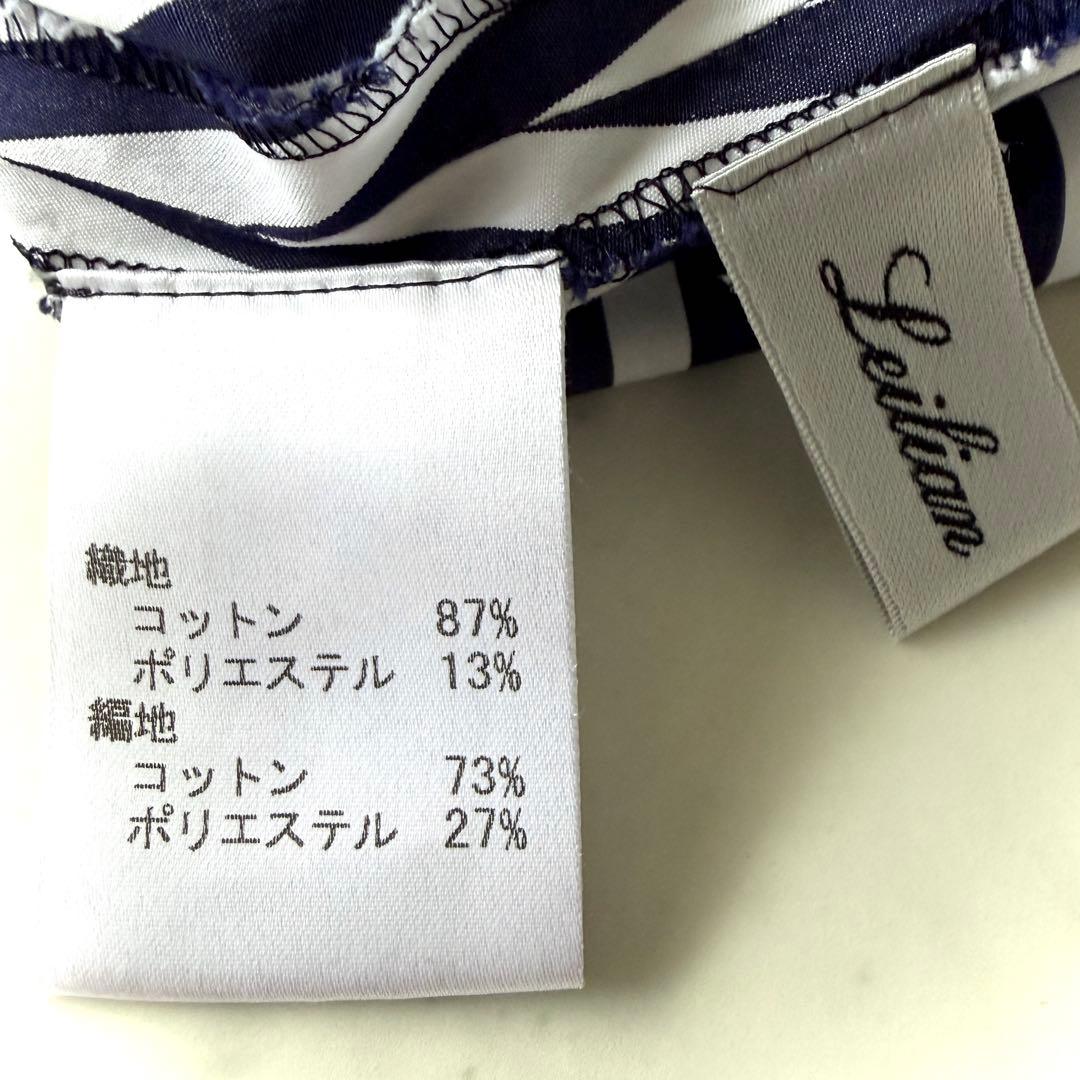 織地
コットン 87%
ポリエステル 13%
編地
コットン 73%
ポリエステル 27%
Leilian